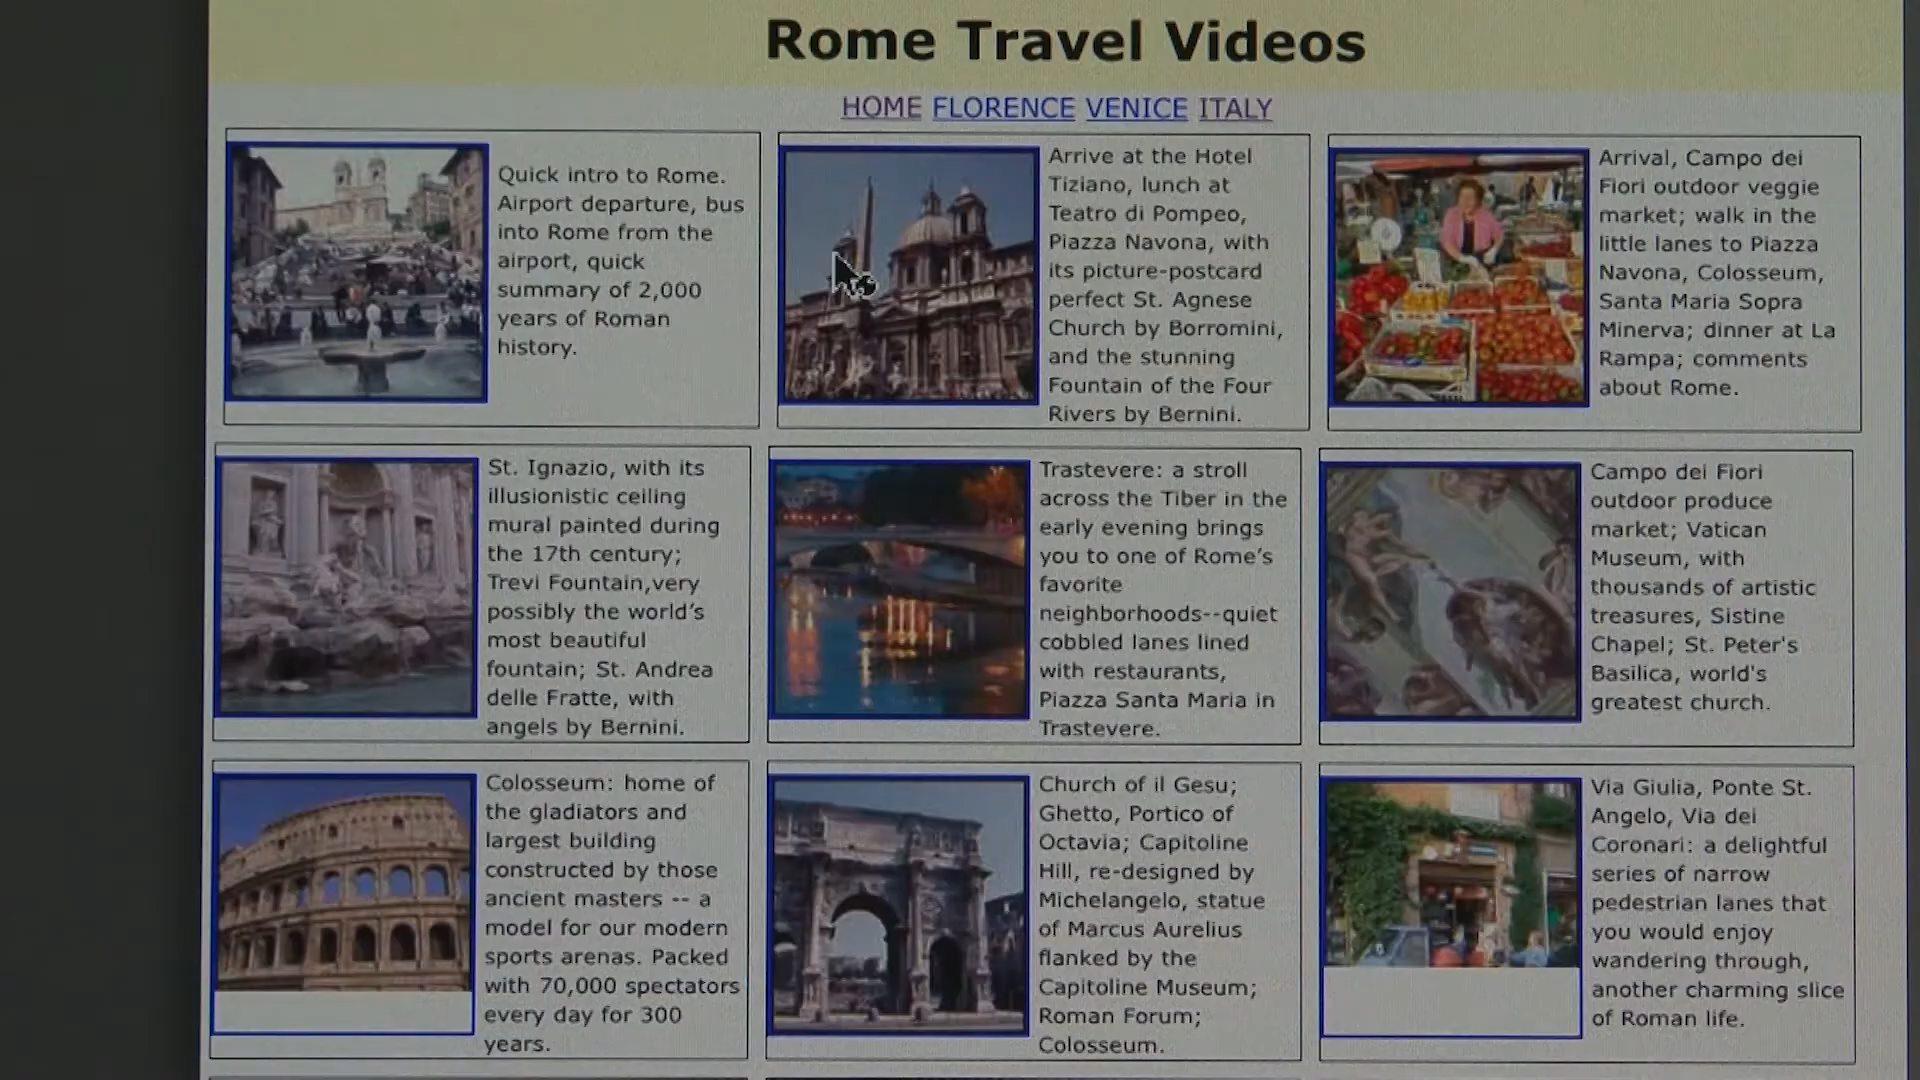 Rome Travel Videos
HOME FLORENCE VENICE ITALY
Quick intro to Rome.
Airport departure, bus
into Rome from the
airport, quick
summary of 2,000
years of Roman
history.
Arrive at the Hotel
Tiziano, lunch at
Teatro di Pompeo,
Piazza Navona, with
its picture-postcard
perfect St. Agnese
Church by Borromini,
and the stunning
Fountain of the Four
Rivers by Bernini.
Arrival, Campo dei
Fiori outdoor veggie
market; walk in the
little lanes to Piazza
Navona, Colosseum,
Santa Maria Sopra
Minerva; dinner at La
Rampa; comments
about Rome.
St. Ignazio, with its
illusionistic ceiling
mural painted during
the 17th century;
Trevi Fountain,very
possibly the world's
most beautiful
fountain; St. Andrea
delle Fratte, with
angels by Bernini.
Trastevere: a stroll
across the Tiber in the
early evening brings
you to one of Rome's
favorite
neighborhoods--quiet
cobbled lanes lined
with restaurants,
Piazza Santa Maria in
Trastevere.
Campo dei Fiori
outdoor produce
market; Vatican
Museum, with
thousands of artistic
treasures, Sistine
Chapel; St. Peter's
Basilica, world's
greatest church.
Colosseum: home of
the gladiators and
largest building
constructed by those
ancient masters -- a
model for our modern
sports arenas. Packed
with 70,000 spectators
every day for 300
years.
Church of il Gesu;
Ghetto, Portico of
Octavia; Capitoline
Hill, re-designed by
Michelangelo, statue
of Marcus Aurelius
flanked by the
Capitoline Museum;
Roman Forum;
Colosseum.
Via Giulia, Ponte St.
Angelo, Via dei
Coronari: a delightful
series of narrow
pedestrian lanes that
you would enjoy
wandering through,
another charming slice
of Roman life.